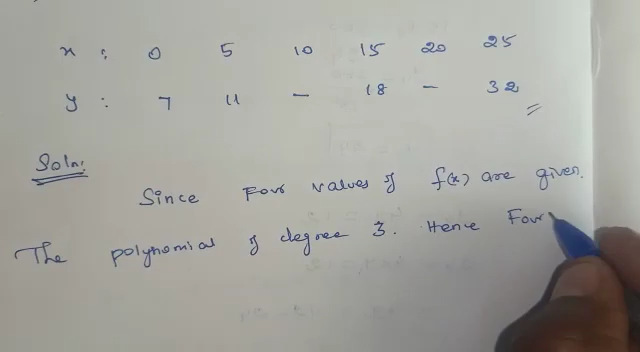 x : 0 5 10 15 20 25
y : 7 11 — 18 — 32
Soln:
Since Four values of f(x) are given.
The polynomial of degree 3. Hence Four